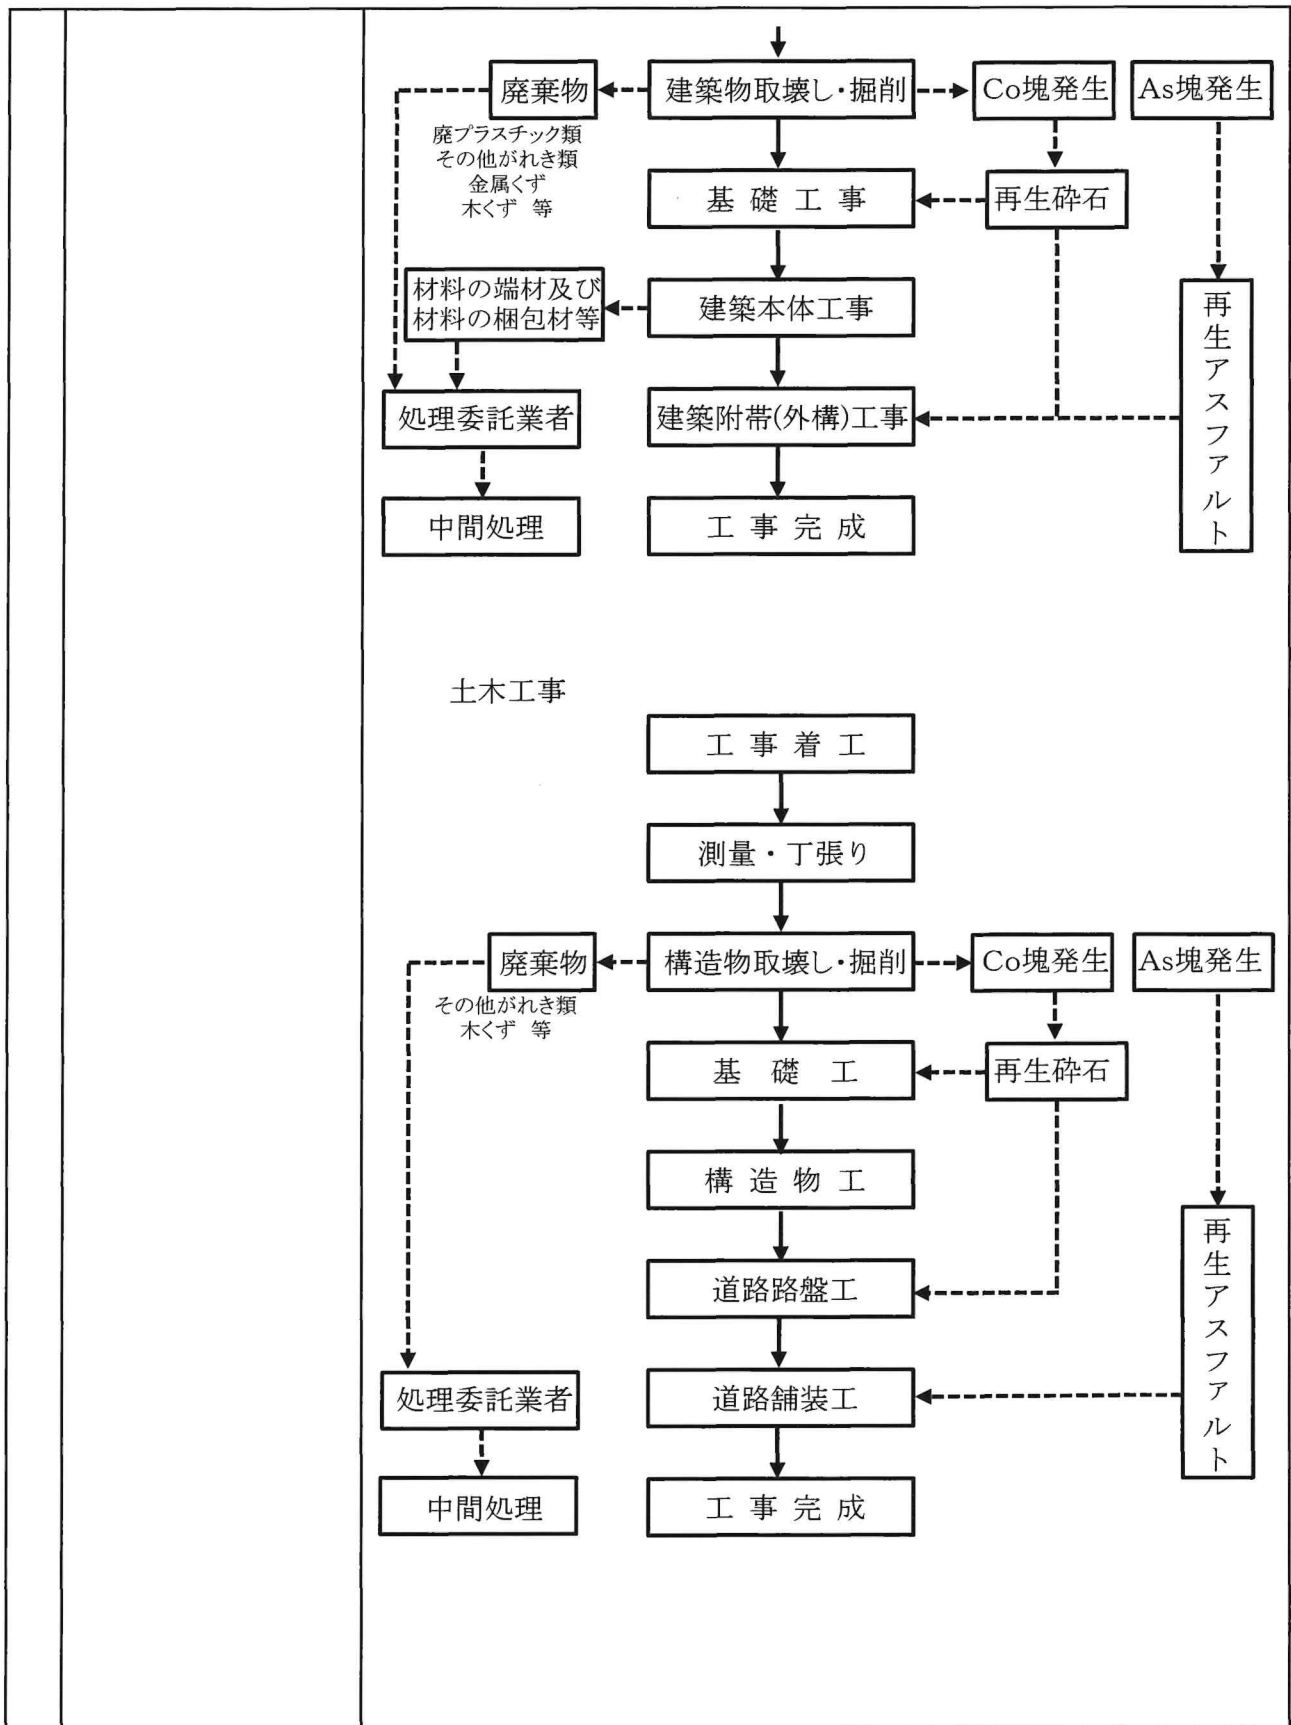 廃棄物
建築物取壊し・掘削
Co塊発生
As塊発生
廃プラスチック類
その他がれき類
金属くず
木くず 等
基 礎 工 事
再生砕石
材料の端材及び
材料の梱包材等
建築本体工事
再生アスファルト
処理委託業者
建築附帯(外構)工事
中間処理
工 事 完 成
土木工事
工 事 着 工
測量・丁張り
廃棄物
構造物取壊し・掘削
Co塊発生
As塊発生
その他がれき類
木くず 等
基 礎 工
再生砕石
構 造 物 工
再生アスファルト
道路路盤工
処理委託業者
道路舗装工
中間処理
工 事 完 成